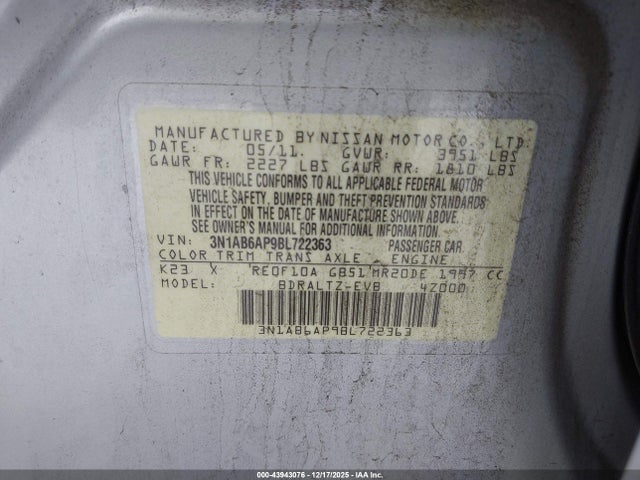 MANUFACTURED BY NISSAN MOTOR CO., LTD.
DATE: 05/11. GVWR: 3951 LBS
GAWR FR: 2227 LBS GAWR RR: 1810 LBS
THIS VEHICLE CONFORMS TO ALL APPLICABLE FEDERAL MOTOR
VEHICLE SAFETY, BUMPER AND THEFT PREVENTION STANDARDS
IN EFFECT ON THE DATE OF MANUFACTURE SHOWN ABOVE.
SEE OWNER'S MANUAL FOR ADDITIONAL INFORMATION.
VIN: 3N1AB6AP9BL722363 PASSENGER CAR
COLOR TRIM TRANS AXLE ENGINE
K23 X RE0F10A GB51 MR20DE 1997 CC
MODEL: BDRALTZ-EVB 4Z000
3N1AB6AP9BL722363
000-43943076 - 12/17/2025 - IAA Inc.